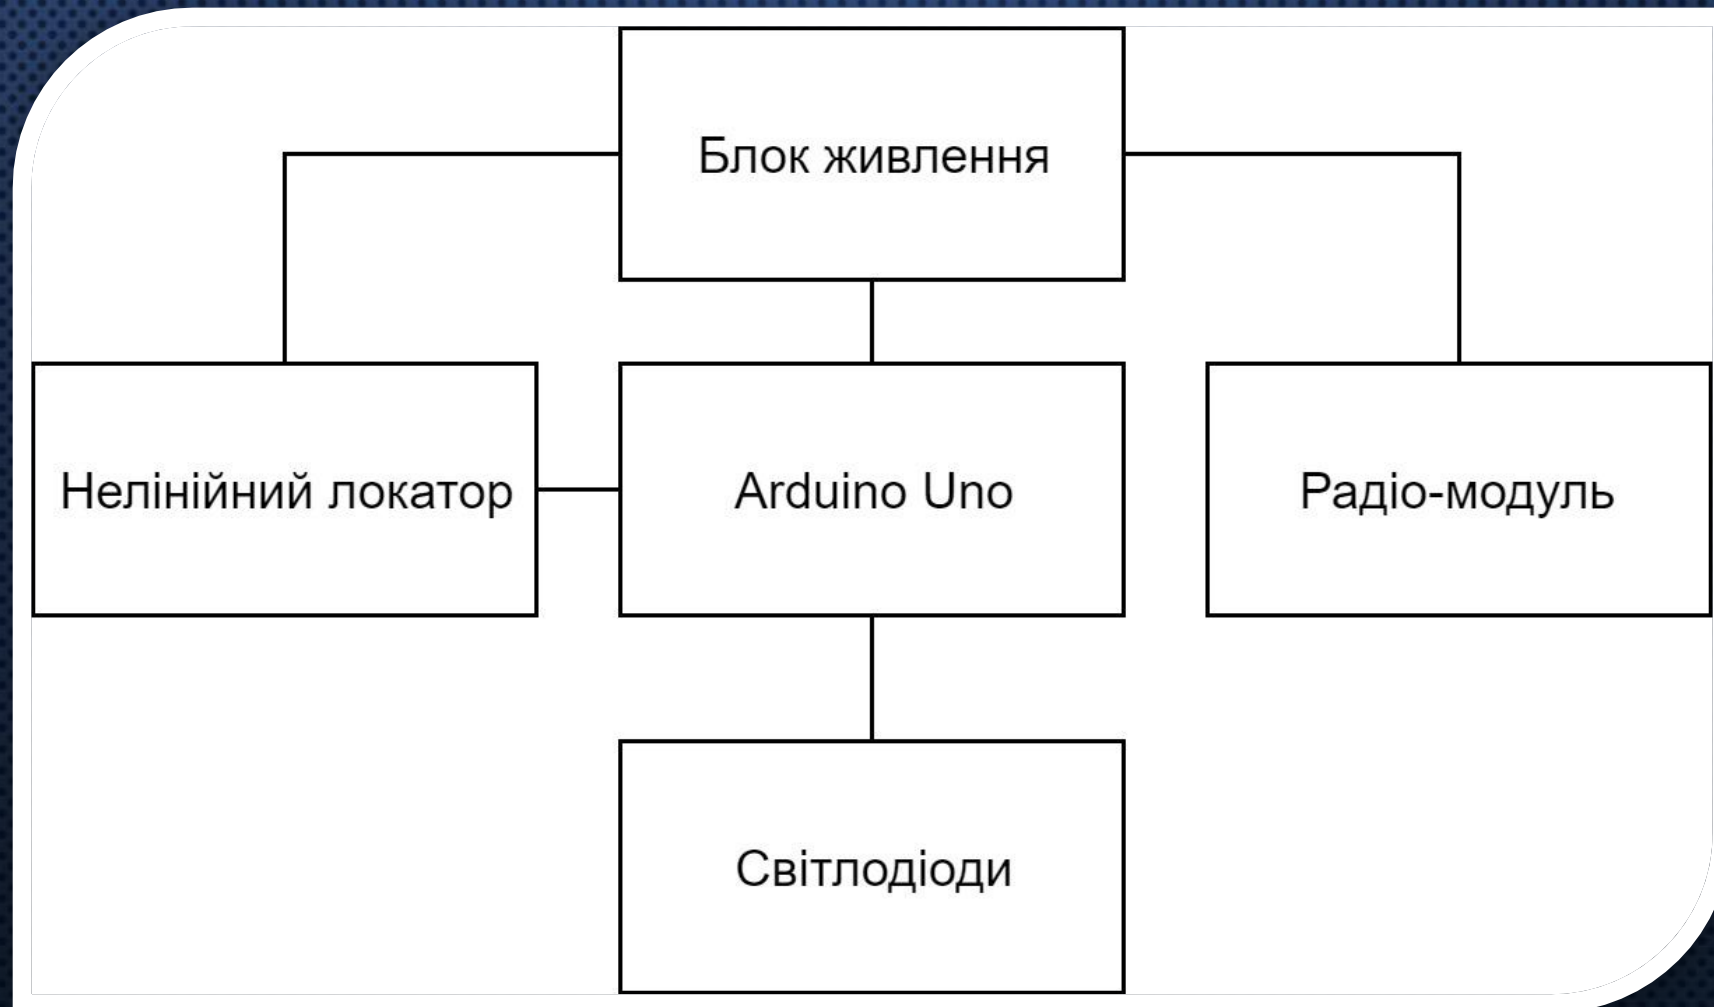 Блок живлення
Нелінійний локатор
Arduino Uno
Радіо-модуль
Світлодіоди